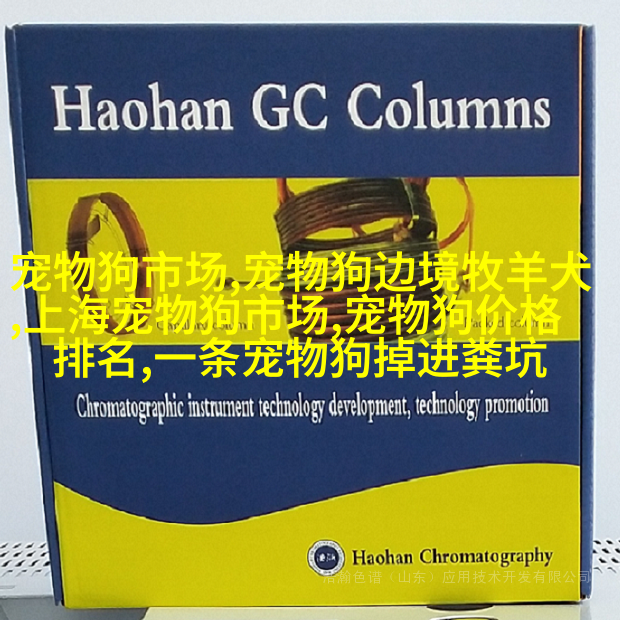 Haohan GC Columns
宠物狗市场,宠物狗边境牧羊犬
,上海宠物狗市场,宠物狗价格
排名,一条宠物狗掉进粪坑
Chromatographic instrument technology development, technology promotion
Haohan Chromatography
浩瀚色谱（山东）应用技术开发有限公司